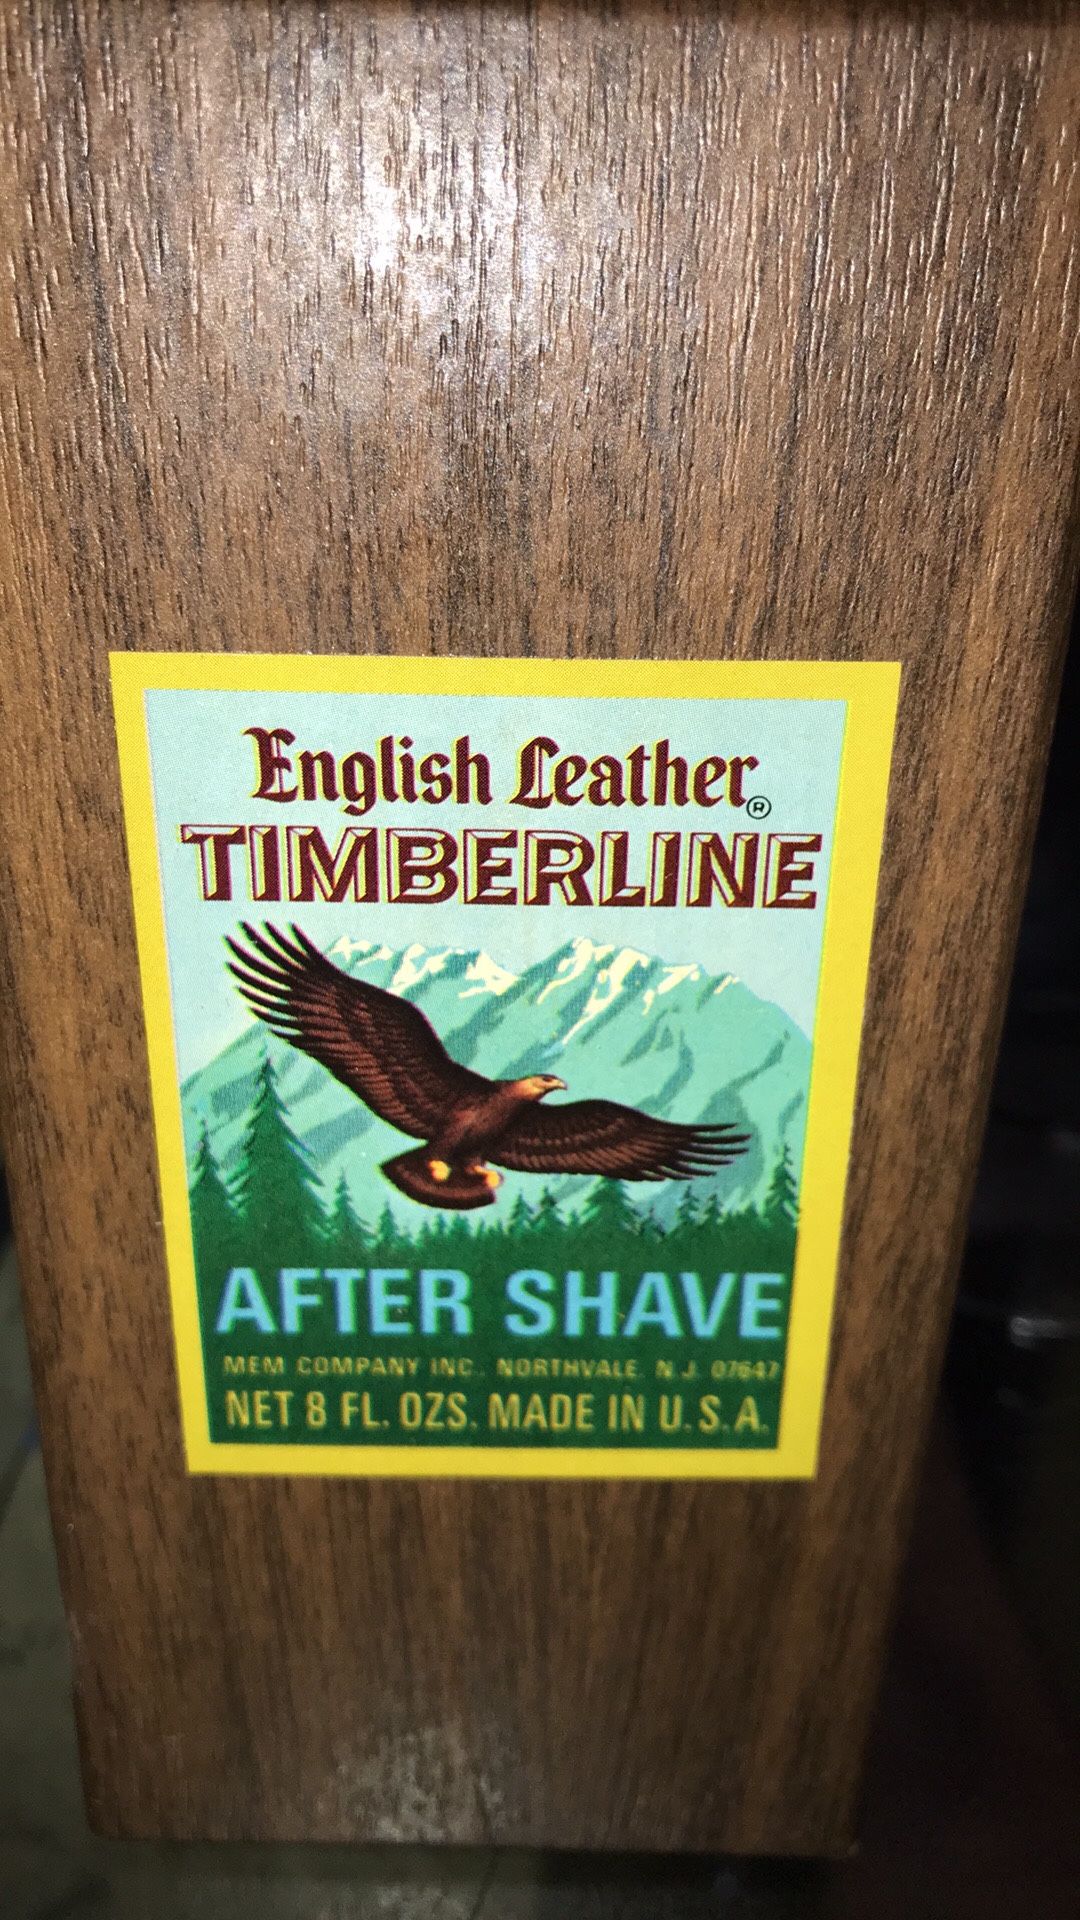 English Leather®
TIMBERLINE
AFTER SHAVE
MEM COMPANY INC., NORTHVALE, N.J. 07647
NET 8 FL. OZS. MADE IN U.S.A.